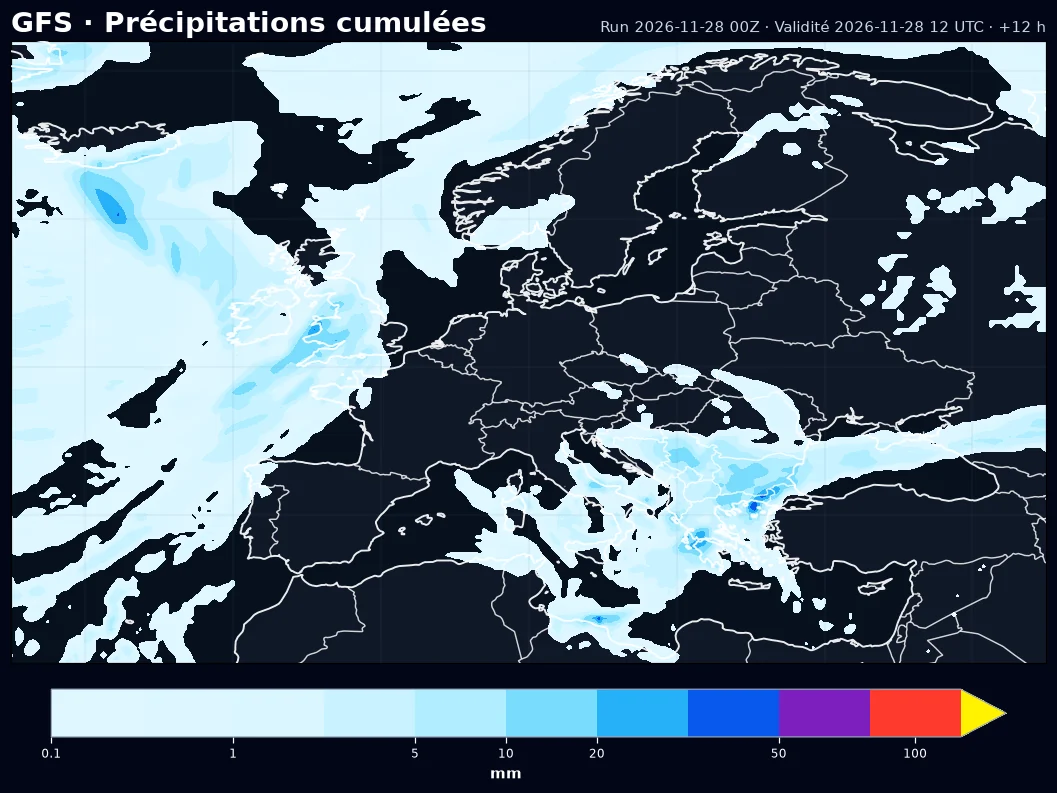 GFS · Précipitations cumulées
Run 2026-11-28 00Z · Validité 2026-11-28 12 UTC · +12 h
0.1 1 5 10 20 50 100
mm